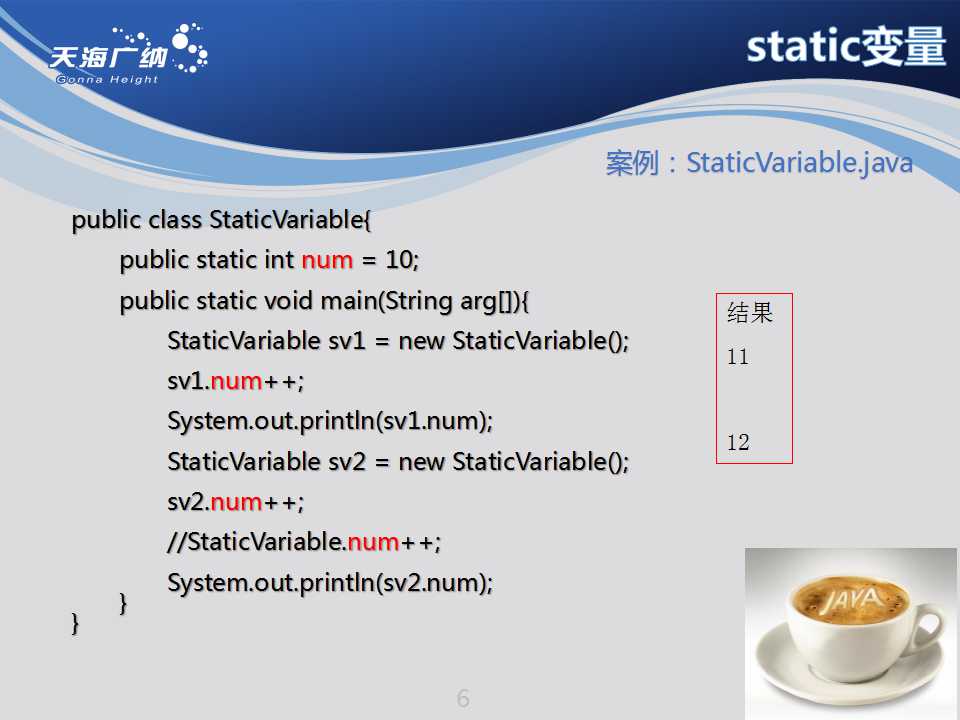 天海广纳
Gonna Height
static变量
案例：StaticVariable.java
public class StaticVariable{
public static int num = 10;
public static void main(String arg[]){
StaticVariable sv1 = new StaticVariable();
sv1.num++;
System.out.println(sv1.num);
StaticVariable sv2 = new StaticVariable();
sv2.num++;
//StaticVariable.num++;
System.out.println(sv2.num);
}
}
结果
11
12
JAVA
6